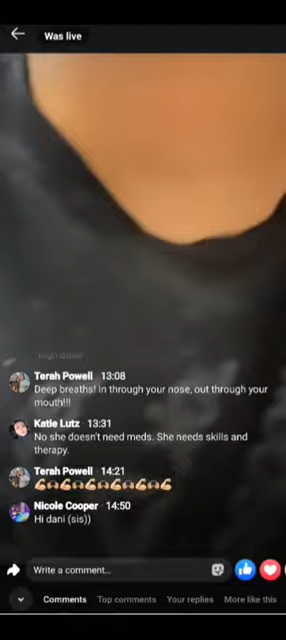 Was live
Terah Powell 13:08
Deep breaths! In through your nose, out through your
mouth!!!
Katie Lutz 13:31
No she doesn't need meds. She needs skills and
therapy.
Terah Powell 14:21
Nicole Cooper · 14:50
Hi dani (sis))
Write a comment...
Comments Top comments Your replies More like this